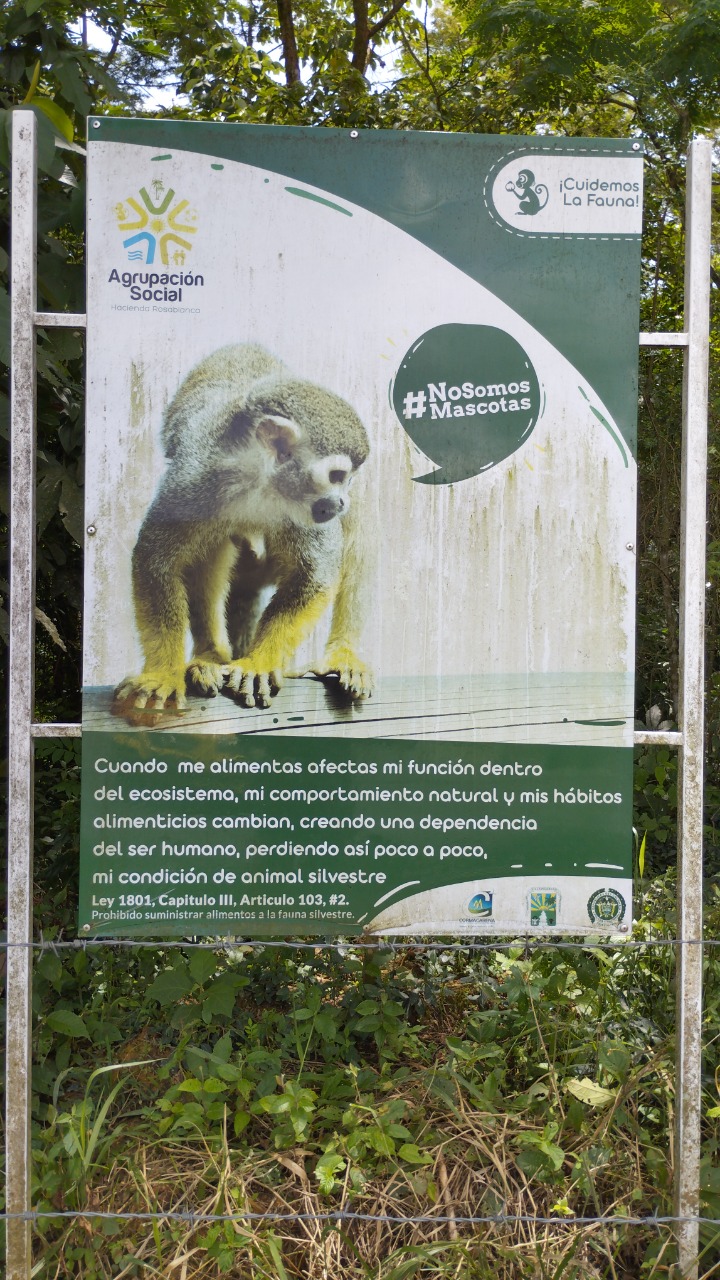 ¡Cuidemos
La Fauna!
Agrupación
Social
Hacienda Rosablanca
#NoSomos
Mascotas
Cuando me alimentas afectas mi función dentro
del ecosistema, mi comportamiento natural y mis hábitos
alimenticios cambian, creando una dependencia
del ser humano, perdiendo así poco a poco,
mi condición de animal silvestre
Ley 1801, Capitulo III, Articulo 103, #2.
Prohibido suministrar alimentos a la fauna silvestre.
CORMACARENA